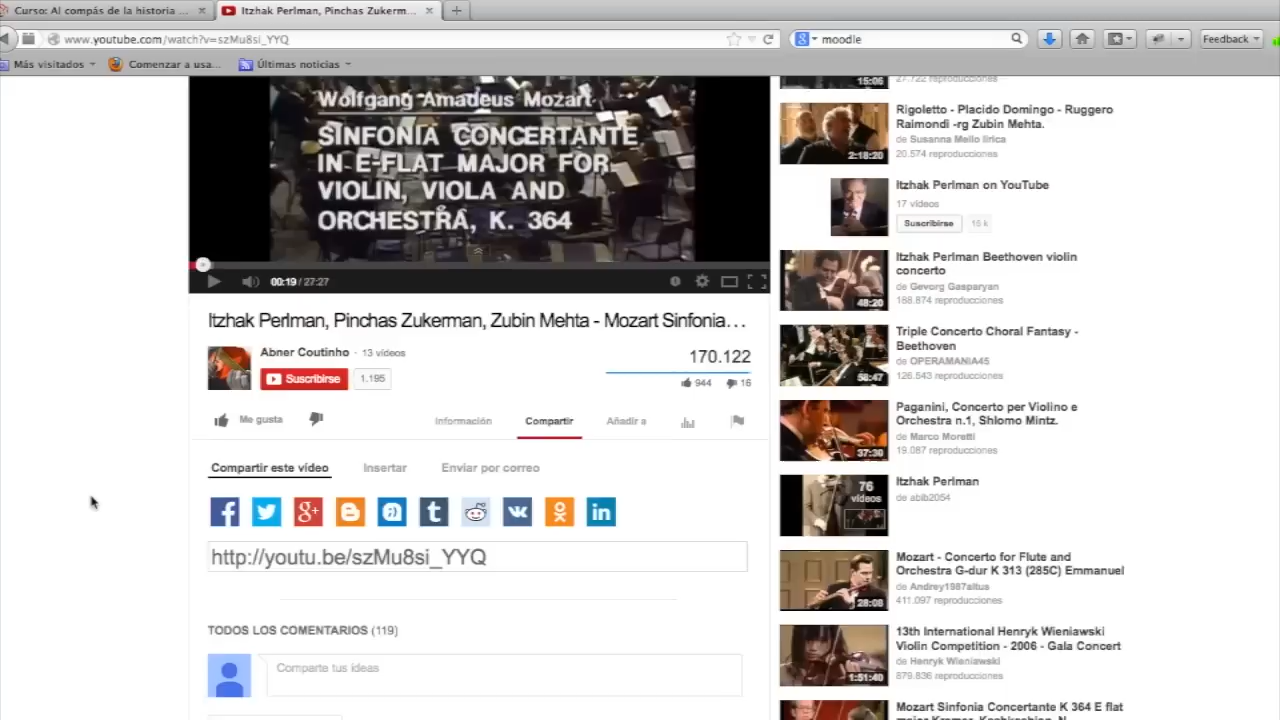 Curso: Al compás de la historia ...
Itzhak Perlman, Pinchas Zukerm...
www.youtube.com/watch?v=szMu8si_YYQ
moodle
Feedback
Más visitados
Comenzar a usa...
Últimas noticias
Wolfgang Amadeus Mozart
SINFONIA CONCERTANTE
IN E-FLAT MAJOR FOR
VIOLIN, VIOLA AND
ORCHESTRA, K. 364
00:19 / 27:27
Itzhak Perlman, Pinchas Zukerman, Zubin Mehta - Mozart Sinfonia...
Abner Coutinho · 13 vídeos
Suscribirse
1.195
170.122
944
16
Me gusta
Información
Compartir
Añadir a
Compartir este vídeo
Insertar
Enviar por correo
http://youtu.be/szMu8si_YYQ
TODOS LOS COMENTARIOS (119)
Comparte tus ideas
15:06
27.722 reproducciones
Rigoletto - Placido Domingo - Ruggero
Raimondi -rg Zubin Mehta.
de Susanna Mello lirica
20.574 reproducciones
2:18:20
Itzhak Perlman on YouTube
17 vídeos
Suscribirse
15 k
Itzhak Perlman Beethoven violin
concerto
de Gevorg Gasparyan
188.874 reproducciones
48:20
Triple Concerto Choral Fantasy -
Beethoven
de OPERAMANIA45
126.543 reproducciones
58:47
Paganini, Concerto per Violino e
Orchestra n.1, Shlomo Mintz.
de Marco Moretti
19.087 reproducciones
37:30
Itzhak Perlman
de abib2054
76
vídeos
Mozart - Concerto for Flute and
Orchestra G-dur K 313 (285C) Emmanuel
de Andrey1987altus
411.097 reproducciones
28:08
13th International Henryk Wieniawski
Violin Competition - 2006 - Gala Concert
de Henryk Wieniawski
879.836 reproducciones
1:51:40
Mozart Sinfonia Concertante K 364 E flat